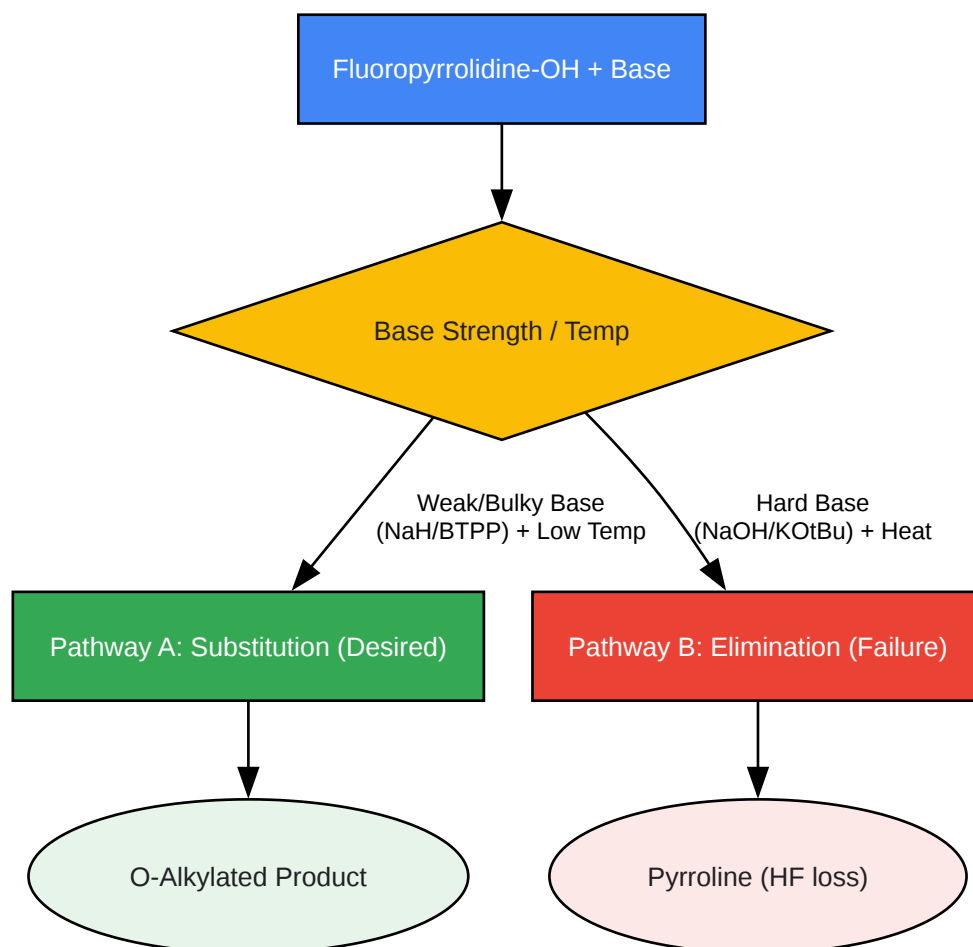 Fluoropyrrolidine-OH + Base
Base Strength / Temp
Weak/Bulky Base
(NaH/BTPP) + Low Temp
Hard Base
(NaOH/KOtBu) + Heat
Pathway A: Substitution (Desired)
Pathway B: Elimination (Failure)
O-Alkylated Product
Pyrroline (HF loss)